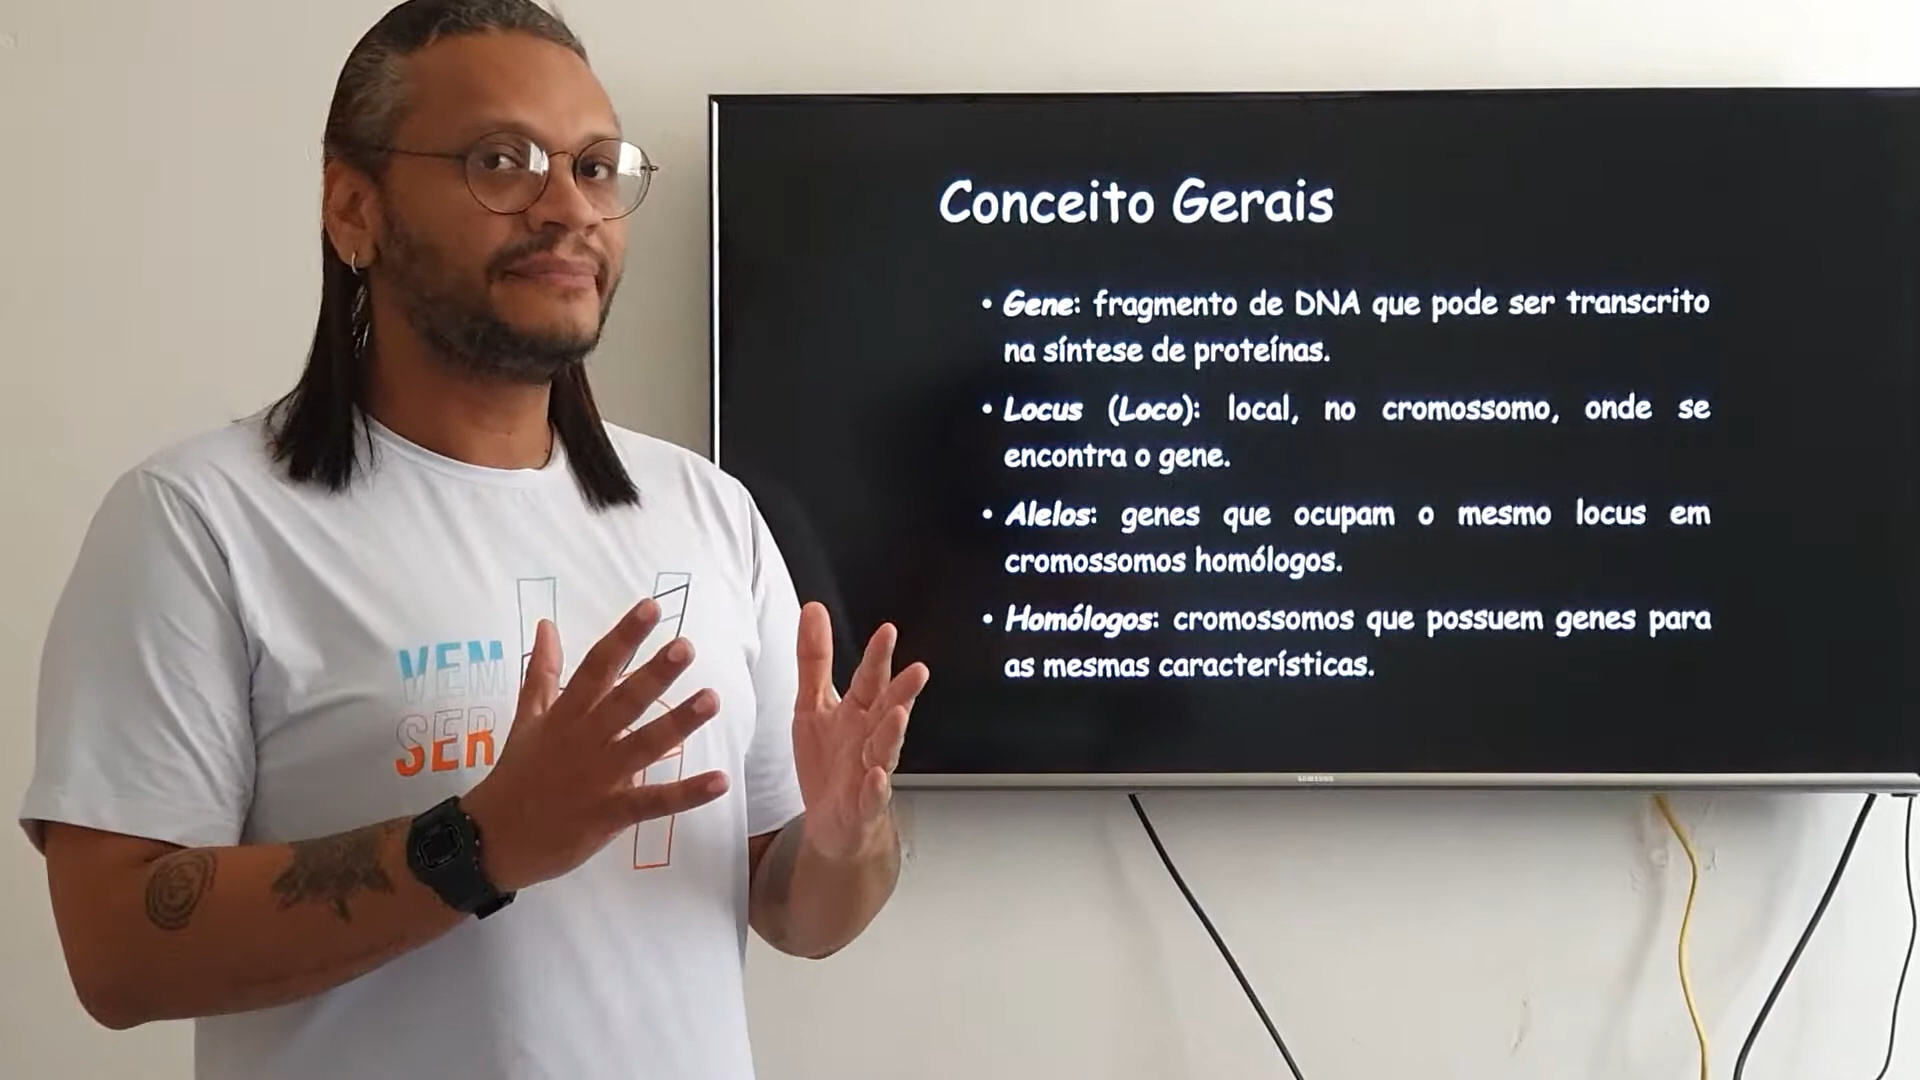 Conceito Gerais
• Gene: fragmento de DNA que pode ser transcrito
na síntese de proteínas.
• Locus (Loco): local, no cromossomo, onde se
encontra o gene.
• Alelos: genes que ocupam o mesmo locus em
cromossomos homólogos.
• Homólogos: cromossomos que possuem genes para
as mesmas características.
VEM
SER
SAMSUNG